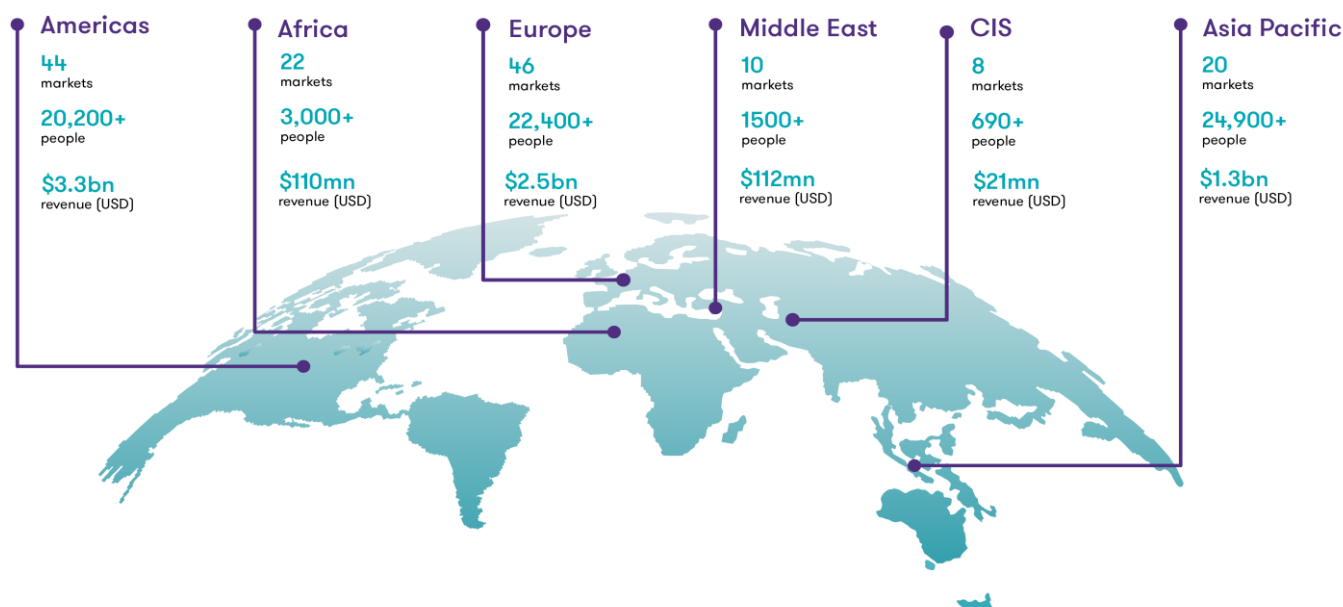 Americas
44
markets
20,200+
people
$3.3bn
revenue (USD)
Africa
22
markets
3,000+
people
$110mn
revenue (USD)
Europe
46
markets
22,400+
people
$2.5bn
revenue (USD)
Middle East
10
markets
1500+
people
$112mn
revenue (USD)
CIS
8
markets
690+
people
$21mn
revenue (USD)
Asia Pacific
20
markets
24,900+
people
$1.3bn
revenue (USD)